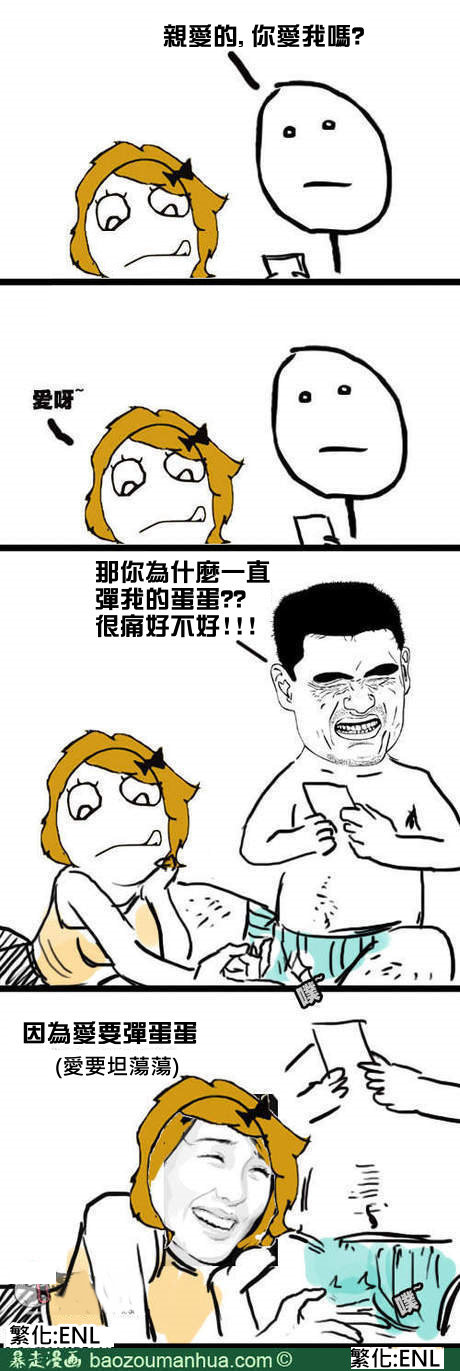 親愛的, 你愛我嗎?
爱呀~
那你為什麼一直
彈我的蛋蛋??
很痛好不好!!!
噗
因為愛要彈蛋蛋
(愛要坦蕩蕩)
噗
繁化:ENL
繁化:ENL
暴走漫画 baozoumanhua.com ©